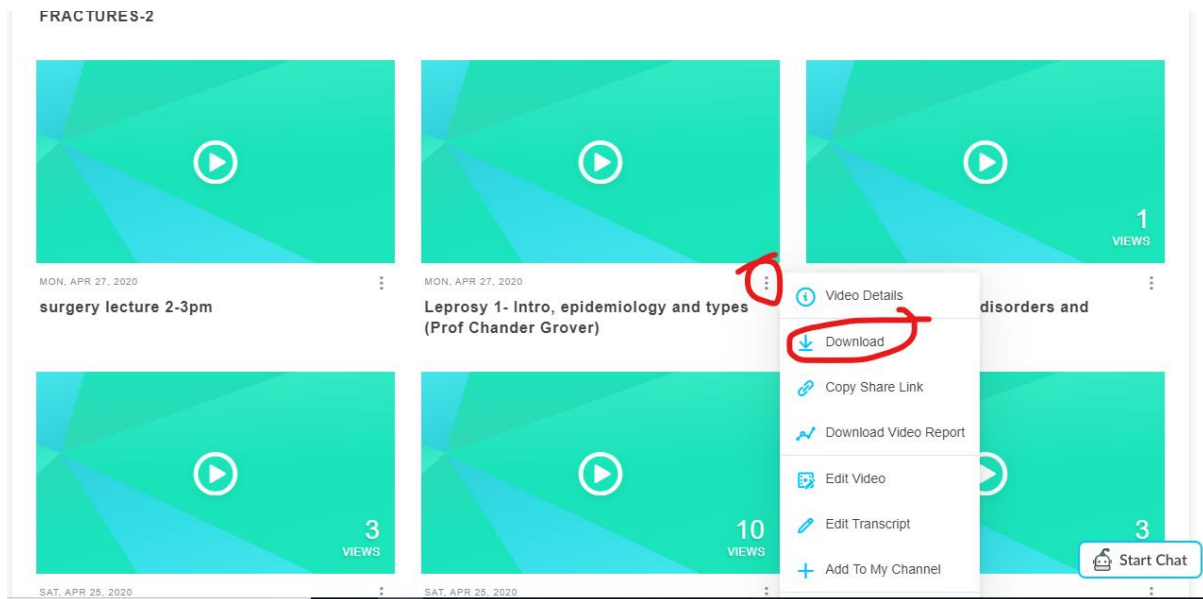 FRACTURES-2
1
VIEWS
MON, APR 27, 2020
surgery lecture 2-3pm
MON, APR 27, 2020
Leprosy 1- Intro, epidemiology and types
(Prof Chander Grover)
disorders and
Video Details
Download
Copy Share Link
Download Video Report
Edit Video
Edit Transcript
Add To My Channel
3
VIEWS
10
VIEWS
3
Start Chat
SAT, APR 25, 2020
SAT, APR 25, 2020